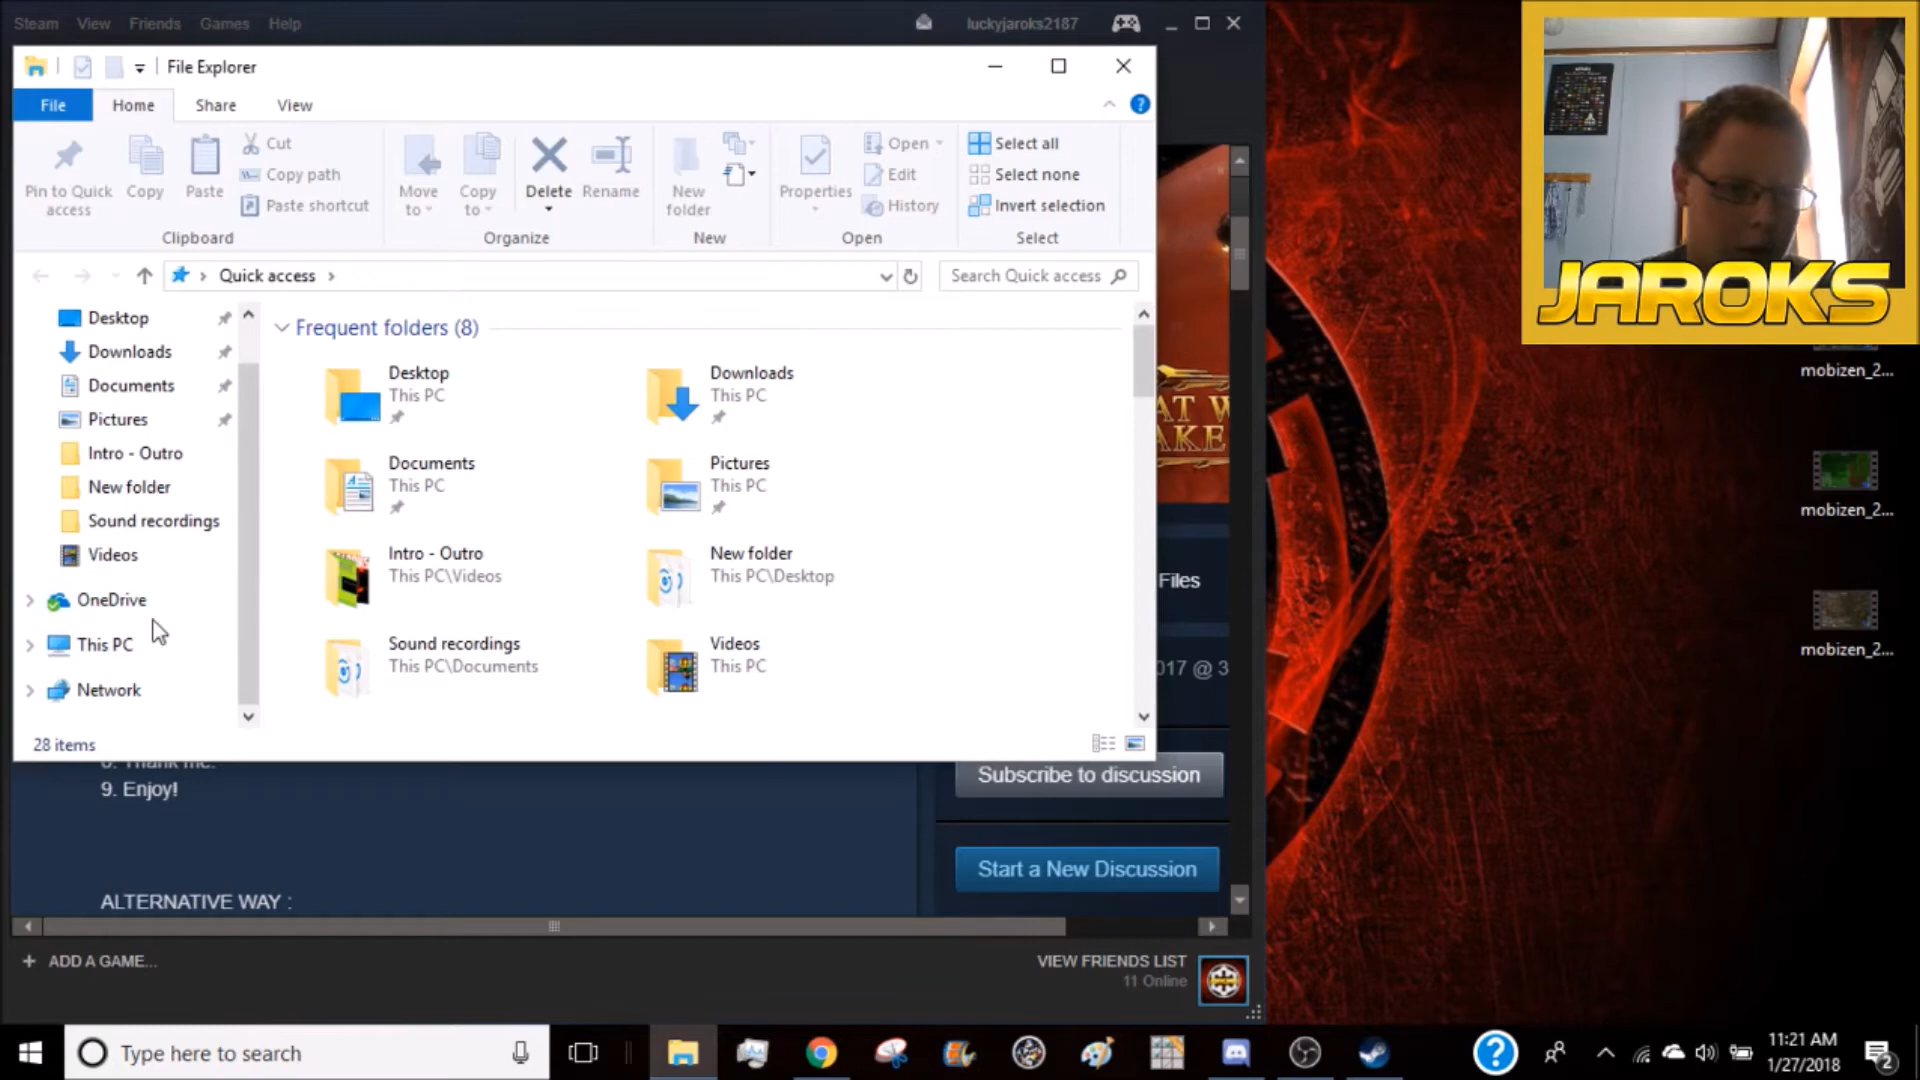 Steam View Friends Games Help
luckyjaroks2187
File Explorer
File Home Share View
Pin to Quick access
Copy
Paste
Cut
Copy path
Paste shortcut
Clipboard
Move to
Copy to
Delete
Rename
Organize
New folder
New
Properties
Open
Edit
History
Open
Select all
Select none
Invert selection
Select
Quick access
Search Quick access
Desktop
Downloads
Documents
Pictures
Intro - Outro
New folder
Sound recordings
Videos
OneDrive
This PC
Network
Frequent folders (8)
Desktop
This PC
Downloads
This PC
Documents
This PC
Pictures
This PC
Intro - Outro
This PC\Videos
New folder
This PC\Desktop
Sound recordings
This PC\Documents
Videos
This PC
28 items
Files
017 @ 3
9. Enjoy!
ALTERNATIVE WAY :
Subscribe to discussion
Start a New Discussion
ADD A GAME...
VIEW FRIENDS LIST
11 Online
JAROKS
mobizen_2...
mobizen_2...
mobizen_2...
Type here to search
11:21 AM
1/27/2018
2